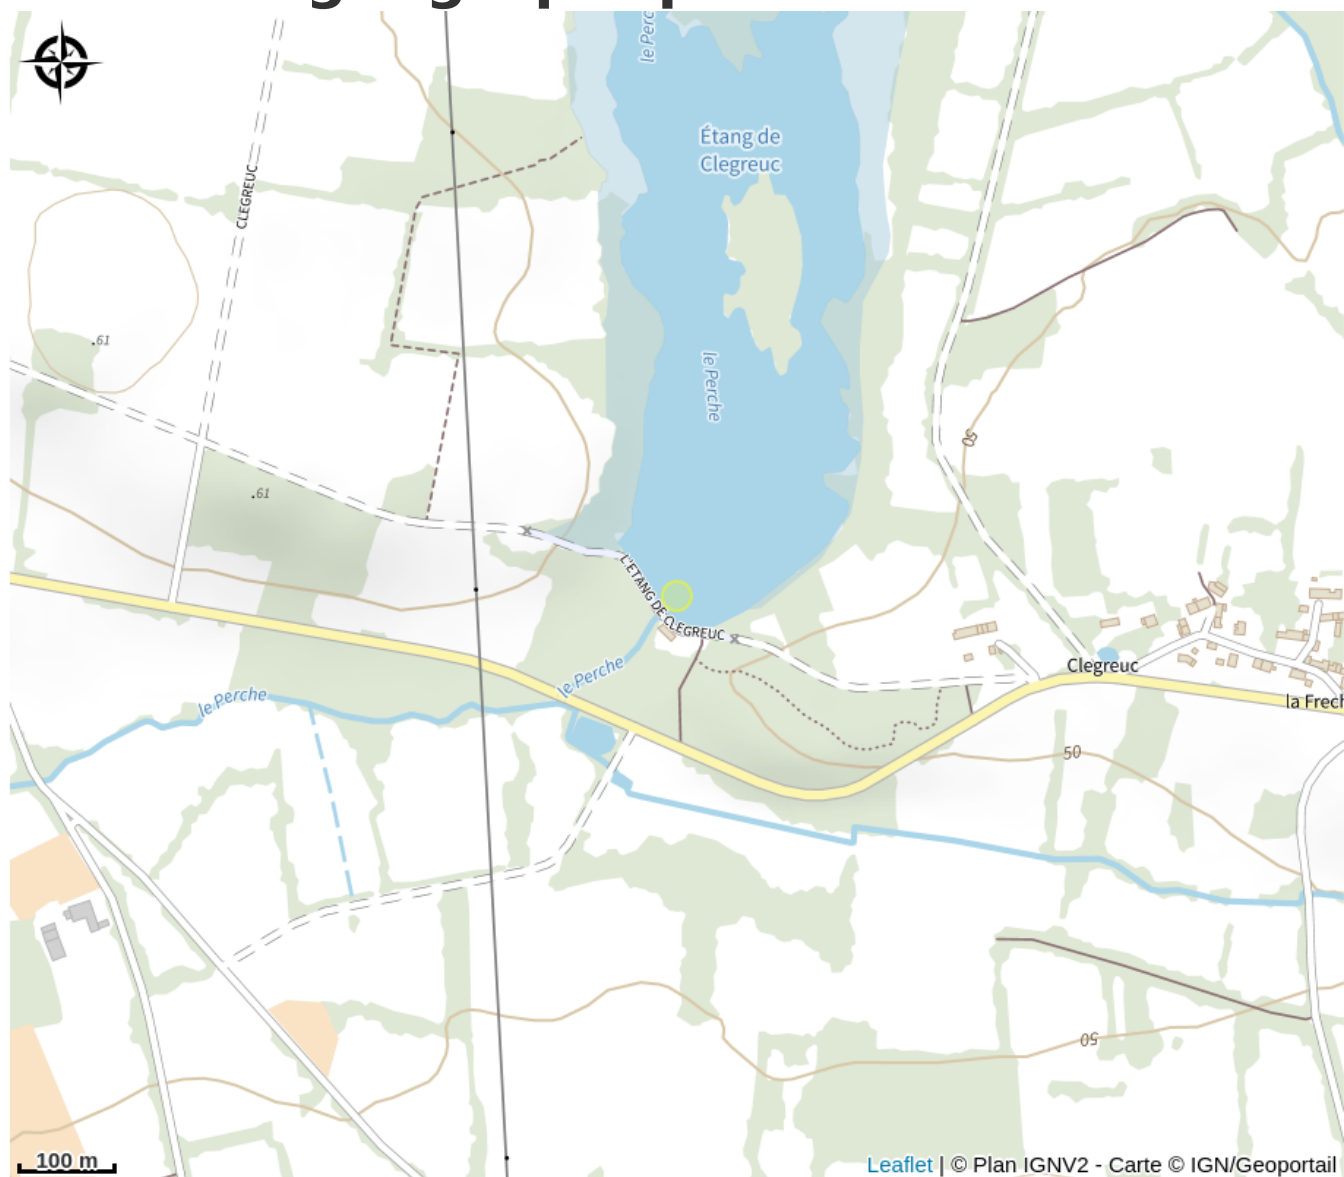 le Perc
Étang de
Clegreuc
CLEGREUC
.61
le Perche
50
.61
L'ETANG DE CLEGREUC
le Perche
Clegreuc
le Perche
la Frech
50
50
100 m
Leaflet | © Plan IGNV2 - Carte © IGN/Geoportail